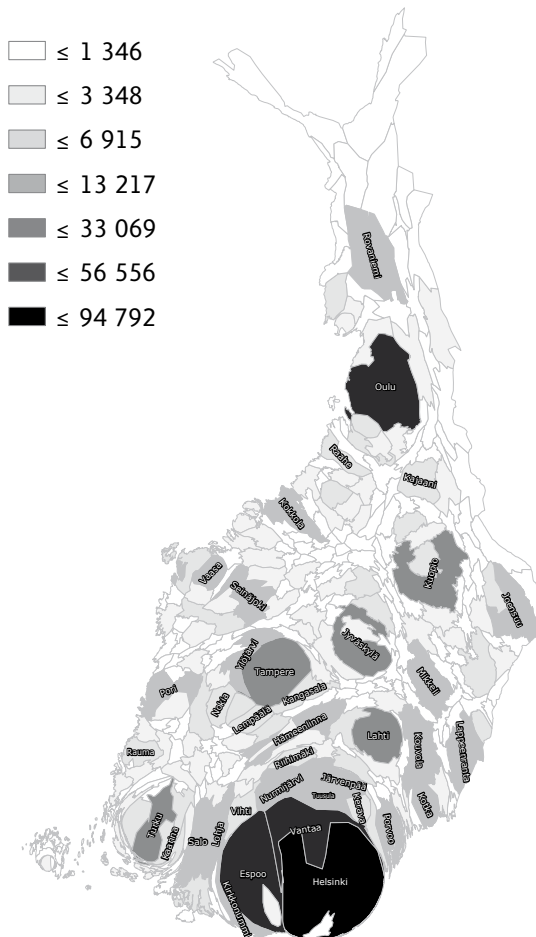 ≤ 1 346
≤ 3 348
≤ 6 915
≤ 13 217
≤ 33 069
≤ 56 556
≤ 94 792
Rovaniemi
Oulu
Raahe
Kajaani
Kokkola
Vaasa
Seinäjoki
Kuopio
Joensuu
Jyväskylä
Ylöjärvi
Tampere
Mikkeli
Pori
Nokia
Kangasala
Lempäälä
Hämeenlinna
Lahti
Kouvola
Lappeenranta
Rauma
Riihimäki
Nurmijärvi
Järvenpää
Tuusula
Kerava
Kotka
Turku
Kaarina
Salo
Lohja
Vihti
Vantaa
Porvoo
Espoo
Helsinki
Kirkkonummi